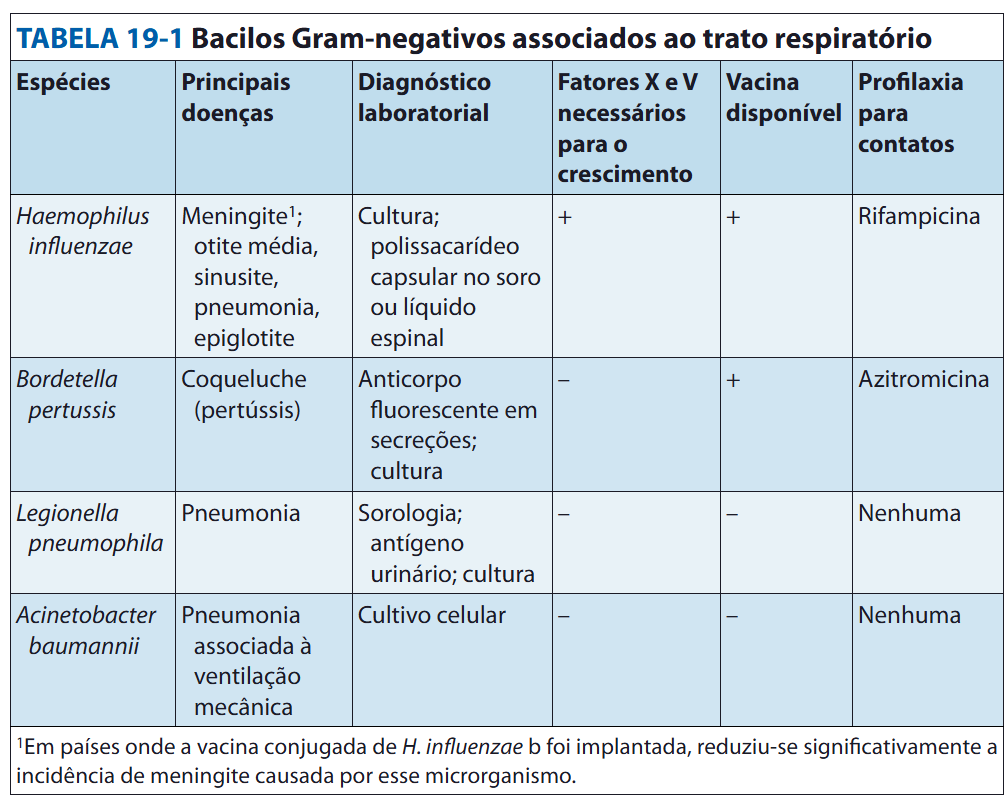 TABELA 19-1 Bacilos Gram-negativos associados ao trato respiratório
Espécies
Principais
doenças
Diagnóstico
laboratorial
Fatores X e V
necessários
para o
crescimento
Vacina
disponível
Profilaxia
para
contatos
Haemophilus
influenzae
Meningite¹;
otite média,
sinusite,
pneumonia,
epiglotite
Cultura;
polissacarídeo
capsular no soro
ou líquido
espinal
+
+
Rifampicina
Bordetella
pertussis
Coqueluche
(pertússis)
Anticorpo
fluorescente em
secreções;
cultura
–
+
Azitromicina
Legionella
pneumophila
Pneumonia
Sorologia;
antígeno
urinário; cultura
–
–
Nenhuma
Acinetobacter
baumannii
Pneumonia
associada à
ventilação
mecânica
Cultivo celular
–
–
Nenhuma
¹Em países onde a vacina conjugada de H. influenzae b foi implantada, reduziu-se significativamente a
incidência de meningite causada por esse microrganismo.